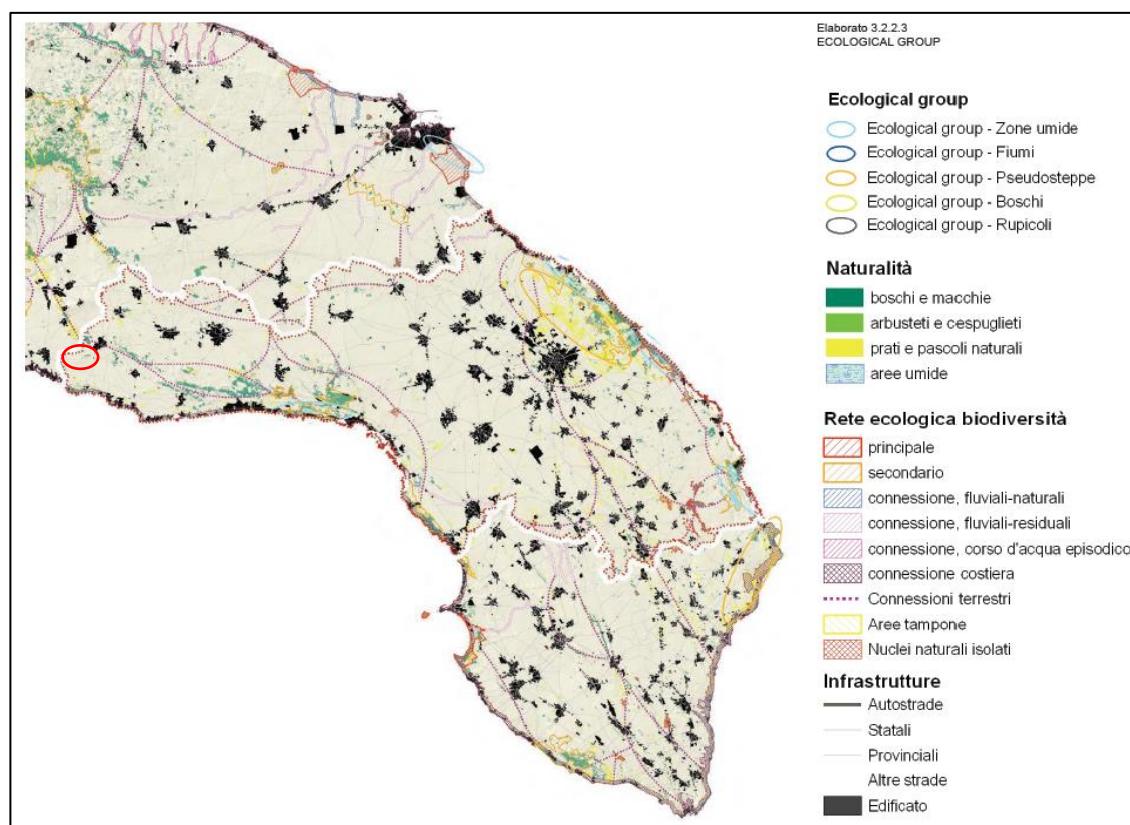 Elaborato 3.2.2.3
ECOLOGICAL GROUP
Ecological group
Ecological group - Zone umide
Ecological group - Fiumi
Ecological group - Pseudosteppe
Ecological group - Boschi
Ecological group - Rupicoli
Naturalità
boschi e macchie
arbusteti e cespuglieti
prati e pascoli naturali
aree umide
Rete ecologica biodiversità
principale
secondario
connessione, fluviali-naturali
connessione, fluviali-residuali
connessione, corso d'acqua episodico
connessione costiera
Connessioni terrestri
Aree tampone
Nuclei naturali isolati
Infrastrutture
Autostrade
Statali
Provinciali
Altre strade
Edificato